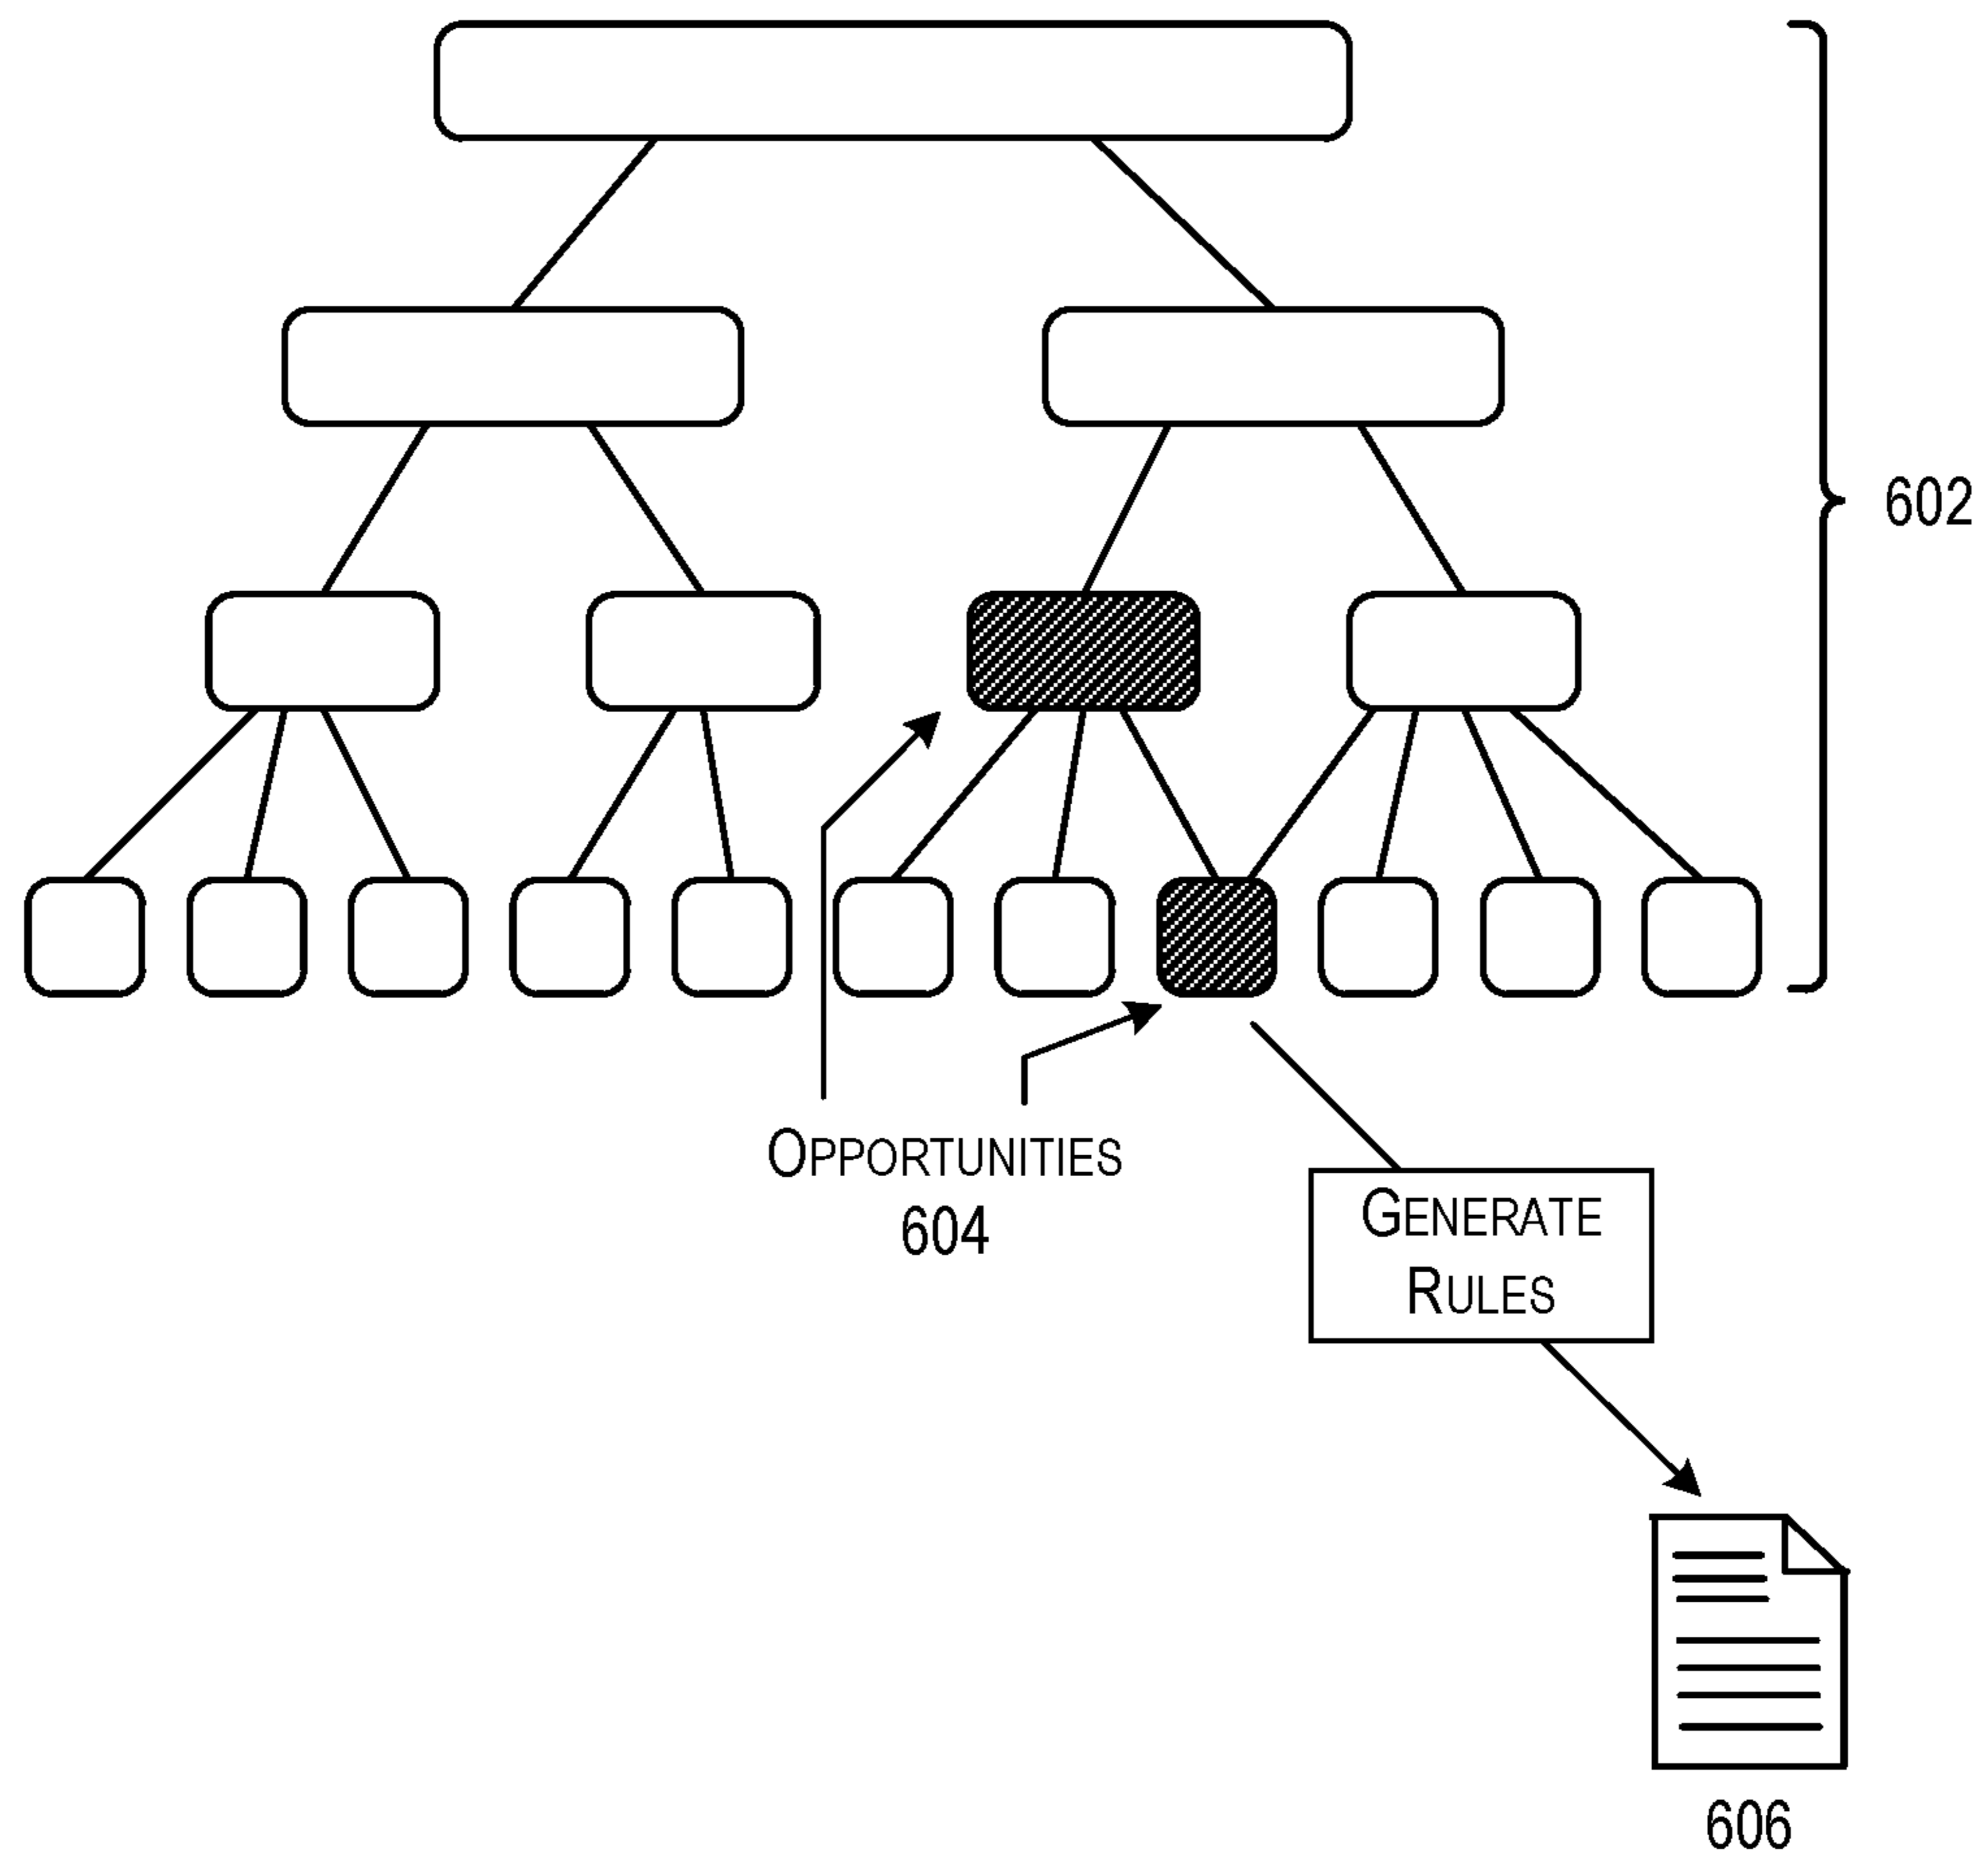 602
OPPORTUNITIES
604
GENERATE
RULES
606